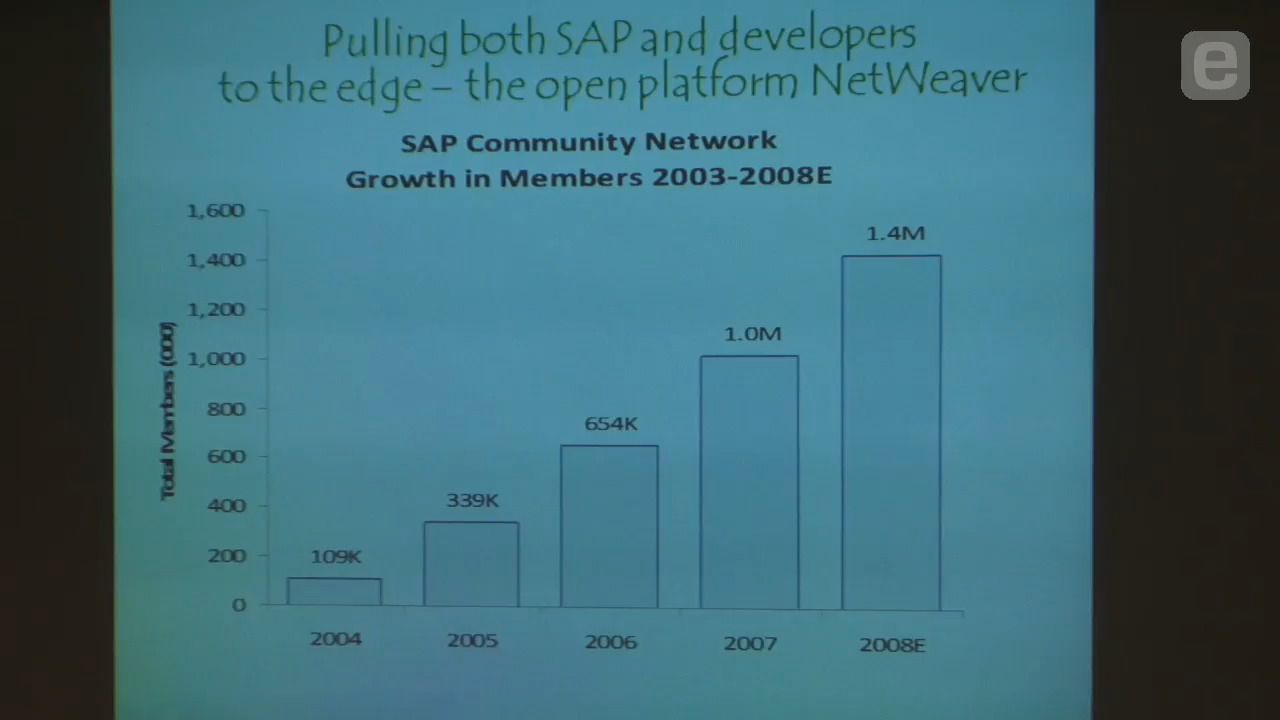 Pulling both SAP and developers
to the edge – the open platform NetWeaver
SAP Community Network
Growth in Members 2003-2008E
Total Members (000)
1,600
1,400
1,200
1,000
800
600
400
200
0
109K
339K
654K
1.0M
1.4M
2004
2005
2006
2007
2008E
e